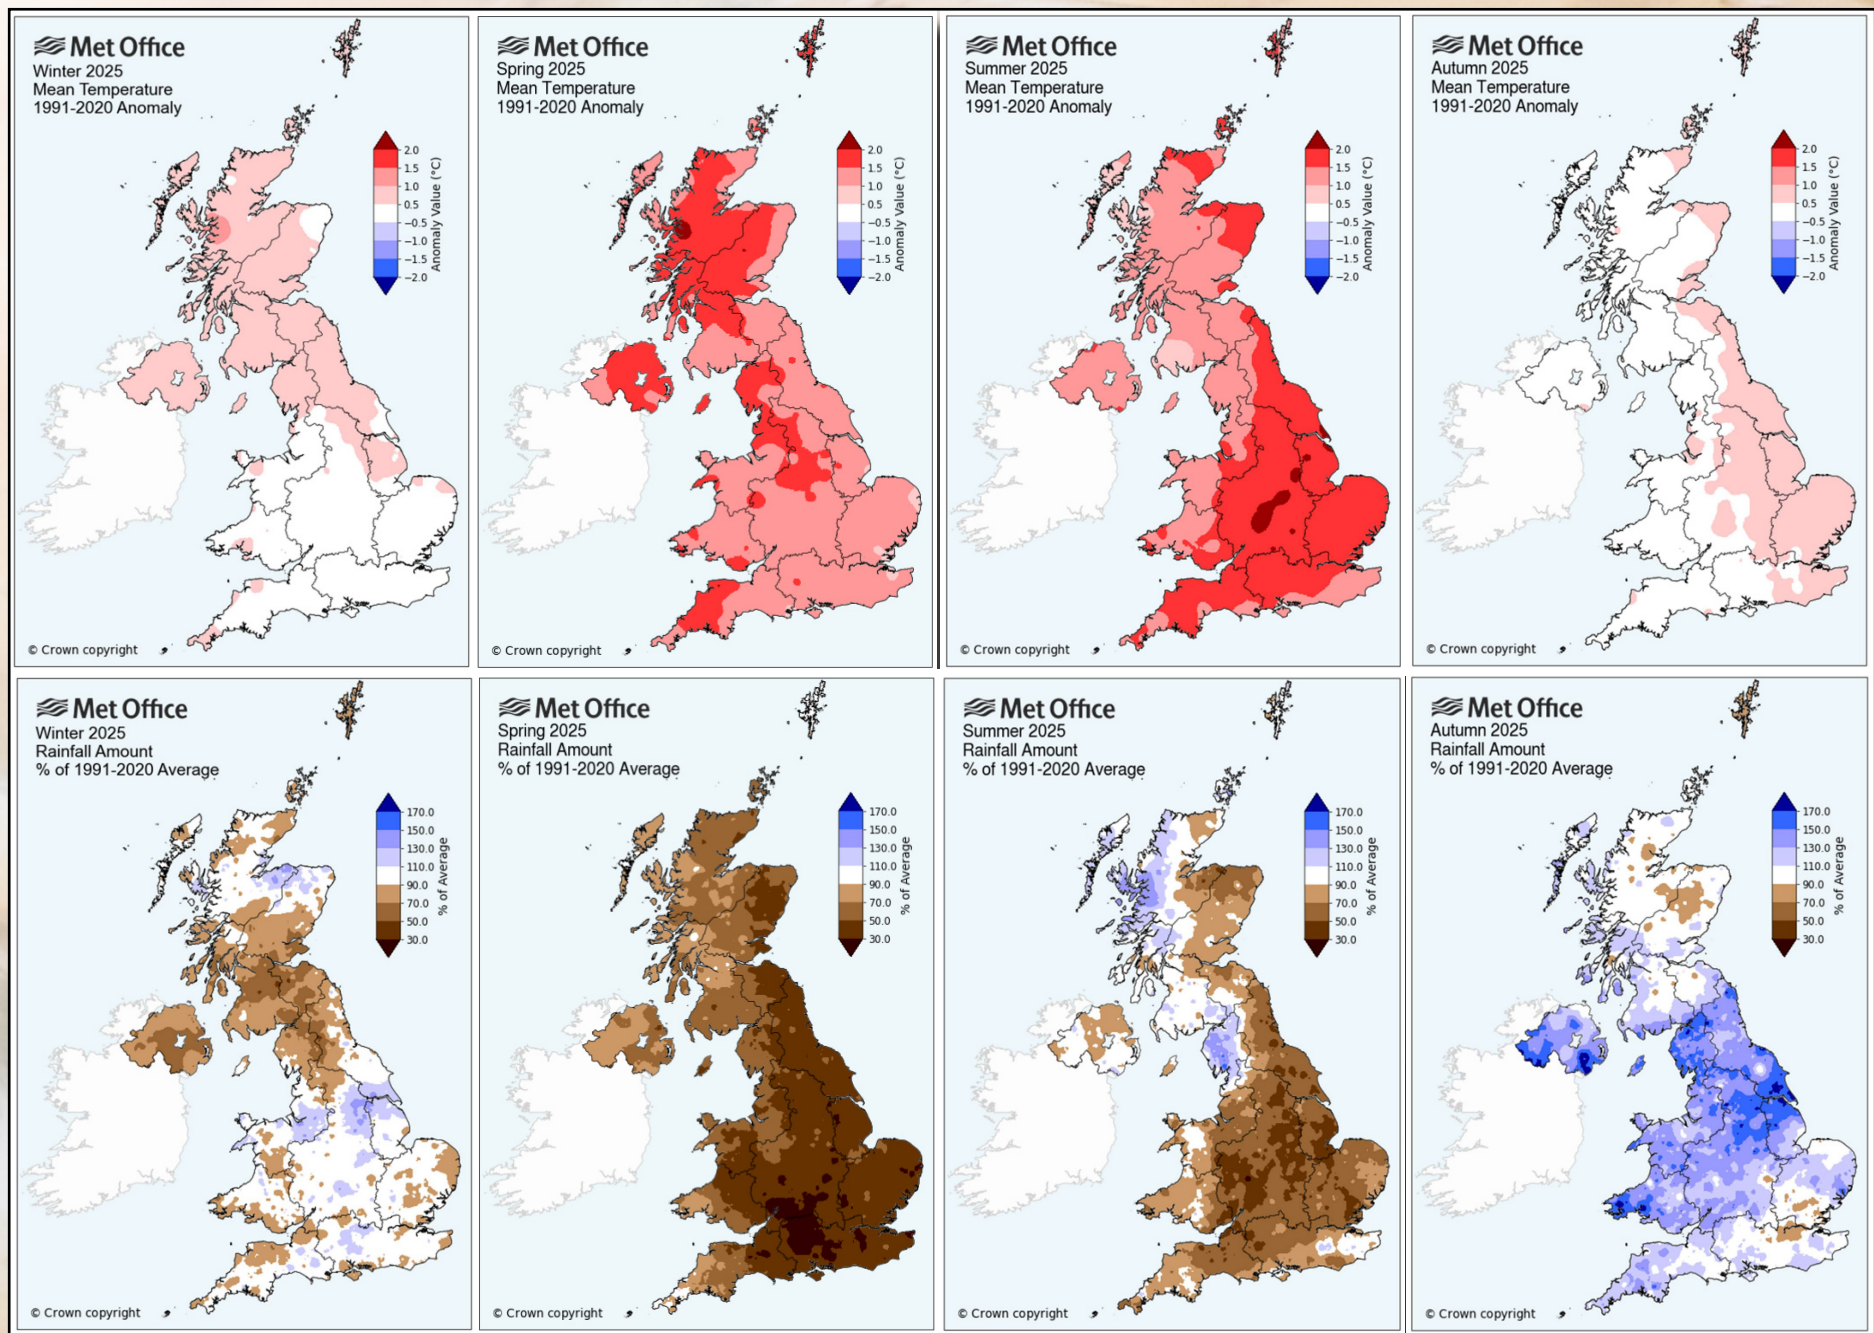 Met Office
Winter 2025
Mean Temperature
1991-2020 Anomaly
2.0
1.5
1.0
0.5
−0.5
−1.0
−1.5
−2.0
Anomaly Value (°C)
© Crown copyright
Met Office
Spring 2025
Mean Temperature
1991-2020 Anomaly
2.0
1.5
1.0
0.5
−0.5
−1.0
−1.5
−2.0
Anomaly Value (°C)
© Crown copyright
Met Office
Summer 2025
Mean Temperature
1991-2020 Anomaly
2.0
1.5
1.0
0.5
−0.5
−1.0
−1.5
−2.0
Anomaly Value (°C)
© Crown copyright
Met Office
Autumn 2025
Mean Temperature
1991-2020 Anomaly
2.0
1.5
1.0
0.5
−0.5
−1.0
−1.5
−2.0
Anomaly Value (°C)
© Crown copyright
Met Office
Winter 2025
Rainfall Amount
% of 1991-2020 Average
170.0
150.0
130.0
110.0
90.0
70.0
50.0
30.0
% of Average
© Crown copyright
Met Office
Spring 2025
Rainfall Amount
% of 1991-2020 Average
170.0
150.0
130.0
110.0
90.0
70.0
50.0
30.0
% of Average
© Crown copyright
Met Office
Summer 2025
Rainfall Amount
% of 1991-2020 Average
170.0
150.0
130.0
110.0
90.0
70.0
50.0
30.0
% of Average
© Crown copyright
Met Office
Autumn 2025
Rainfall Amount
% of 1991-2020 Average
170.0
150.0
130.0
110.0
90.0
70.0
50.0
30.0
% of Average
© Crown copyright